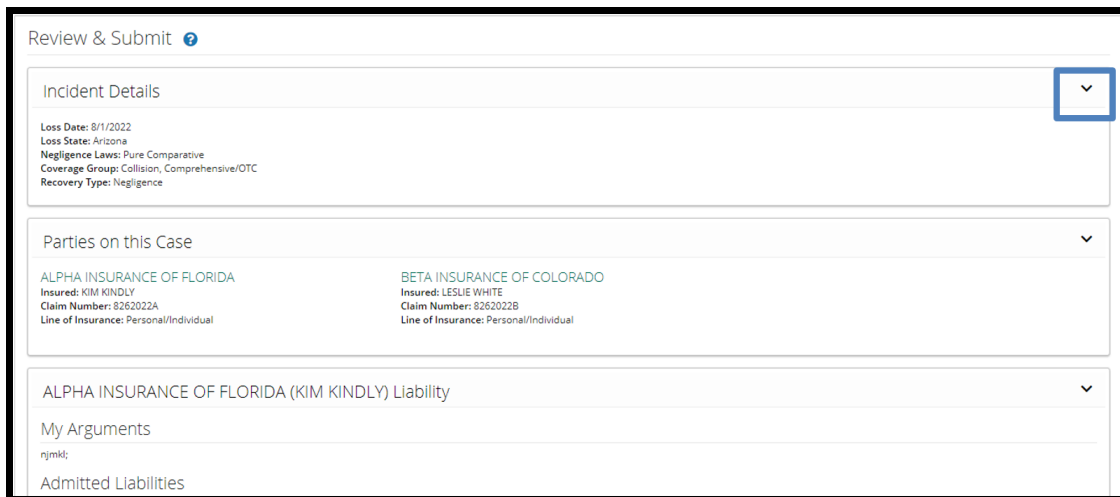 Review & Submit ?
Incident Details
Loss Date: 8/1/2022
Loss State: Arizona
Negligence Laws: Pure Comparative
Coverage Group: Collision, Comprehensive/OTC
Recovery Type: Negligence
Parties on this Case
ALPHA INSURANCE OF FLORIDA
Insured: KIM KINDLY
Claim Number: 8262022A
Line of Insurance: Personal/Individual
BETA INSURANCE OF COLORADO
Insured: LESLIE WHITE
Claim Number: 8262022B
Line of Insurance: Personal/Individual
ALPHA INSURANCE OF FLORIDA (KIM KINDLY) Liability
My Arguments
njmkl;
Admitted Liabilities